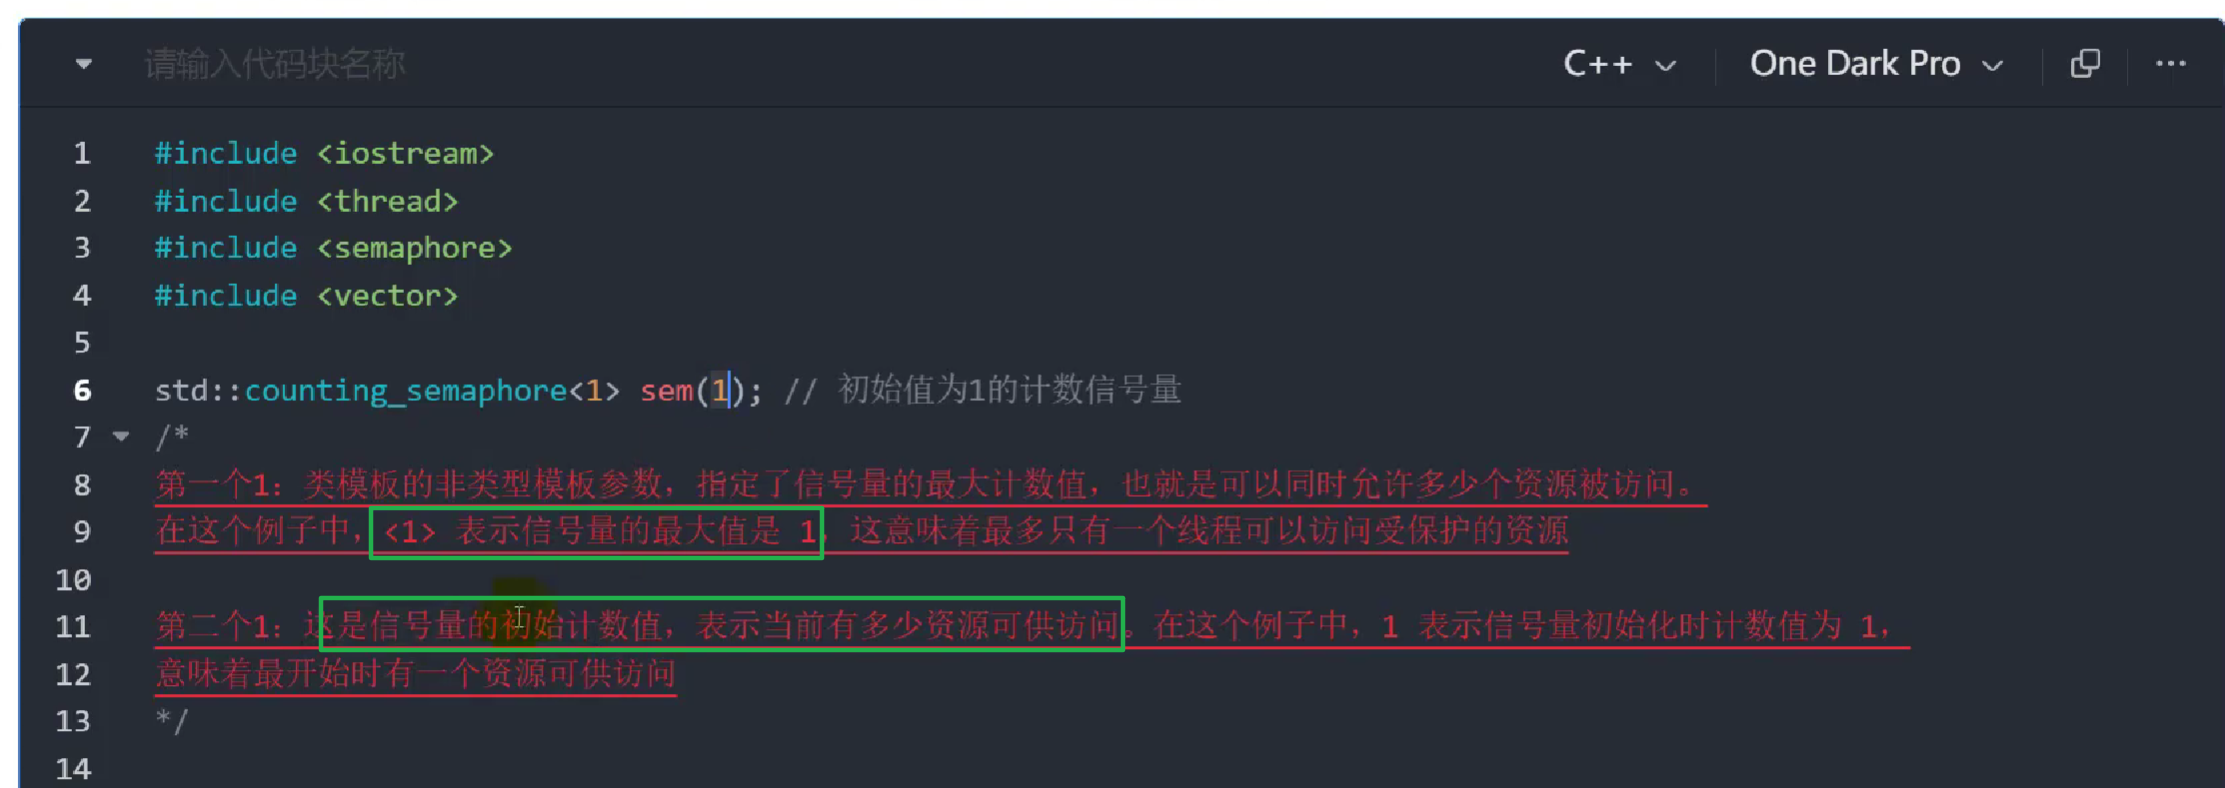 请输入代码块名称 C++ One Dark Pro ...
1 #include <iostream>
2 #include <thread>
3 #include <semaphore>
4 #include <vector>
5
6 std::counting_semaphore<1> sem(1); // 初始值为1的计数信号量
7 /*
8 第一个1：类模板的非类型模板参数，指定了信号量的最大计数值，也就是可以同时允许多少个资源被访问。
9 在这个例子中，<1> 表示信号量的最大值是 1，这意味着最多只有一个线程可以访问受保护的资源
10
11 第二个1：这是信号量的初始计数值，表示当前有多少资源可供访问。在这个例子中，1 表示信号量初始化时计数值为 1，
12 意味着最开始时有一个资源可供访问
13 */
14